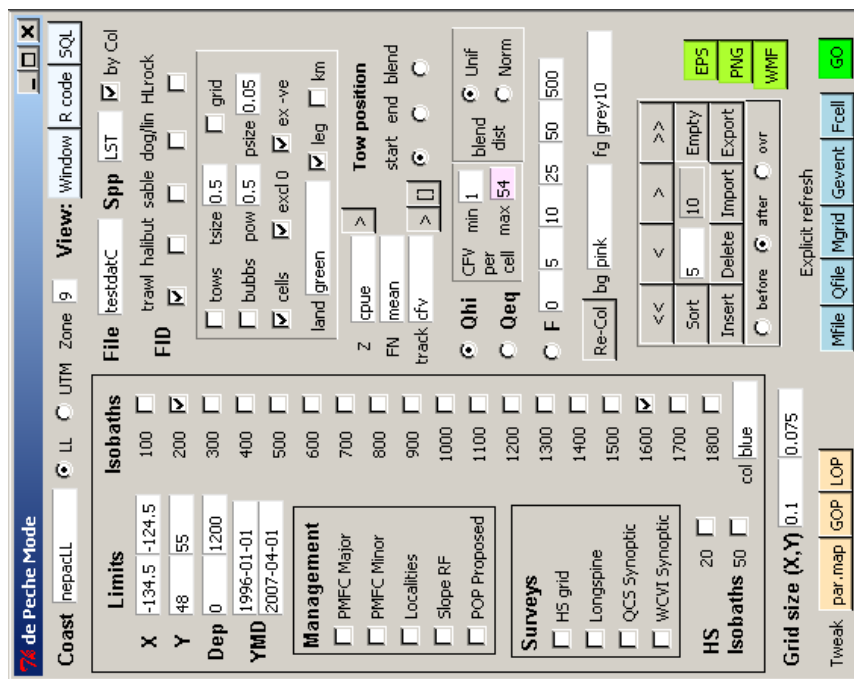 de Peche Mode
Coast nepacLL LL UTM Zone 9 View: Window R code SQL
Limits
X -134.5 -124.5
Y 48 55
Dep 0 1200
YMD 1996-01-01
2007-04-01
Management
PMFC Major
PMFC Minor
Localities
Slope RF
POP Proposed
Surveys
HS grid
Longspine
QCS Synoptic
WCVI Synoptic
HS 20
Isobaths 50
Isobaths
100
200
300
400
500
600
700
800
900
1000
1100
1200
1300
1400
1500
1600
1700
1800
col blue
Grid size (X,Y) 0.1 0.075
File testdatC Spp LST by Col
trawl halibut sable dog/lin HLrock
FID
tows tsize 0.5 grid
bubbs pow 0.5 psize 0.05
cells excl 0 ex -ve
land green leg km
Z cpue > Tow position
FN mean start end blend
track cfv > []
Qhi CFV min 1 blend Unif
Qeq per cell max 54 dist Norm
F 0 5 10 25 50 500
Re-Col bg pink fg grey10
<< < > >>
Sort 5 10 Empty
Insert Delete Import Export
before after ovr
EPS
PNG
WMF
Explicit refresh
Tweak par.map GOP LOP Mfile Qfile Mgrid Gevent Fcell GO